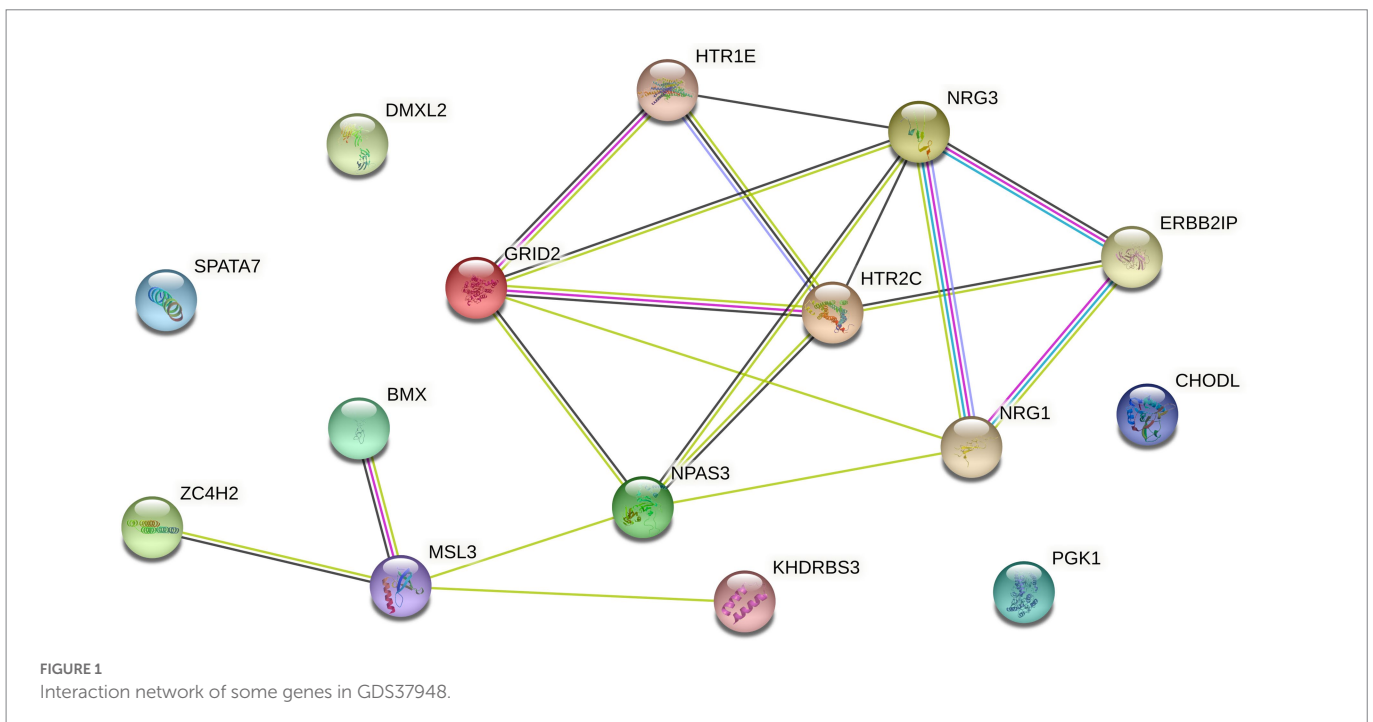 HTR1E
NRG3
DMXL2
ERBB2IP
GRID2
SPATA7
HTR2C
CHODL
BMX
NRG1
NPAS3
ZC4H2
MSL3
PGK1
KHDRBS3
FIGURE 1
Interaction network of some genes in GDS37948.